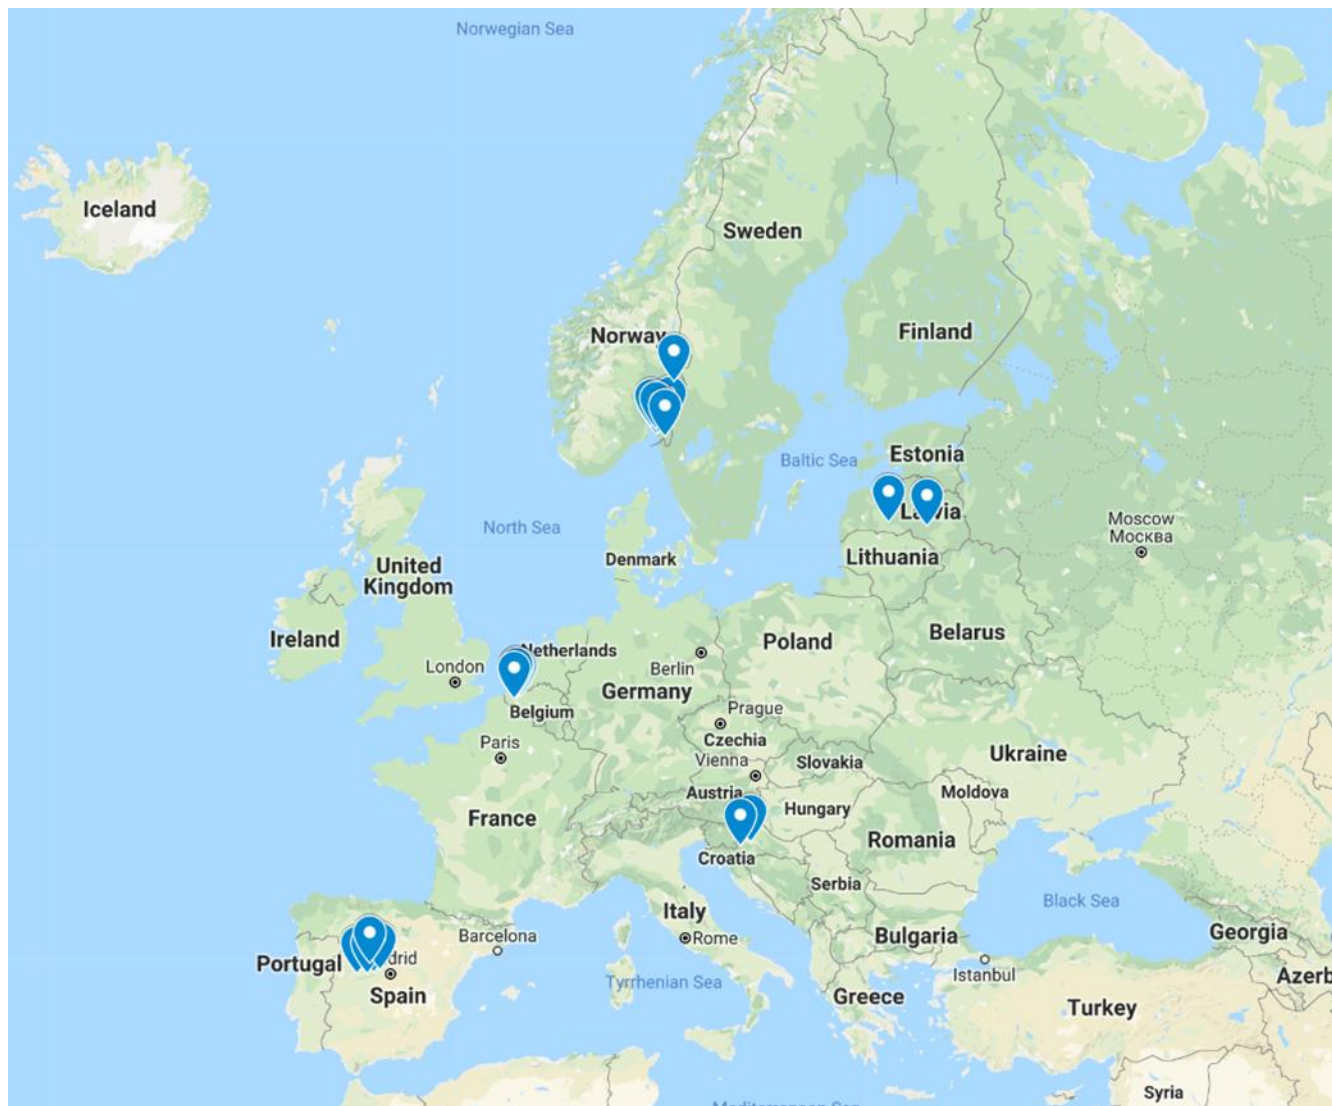 Norwegian Sea
Iceland
Sweden
Norway
Finland
Estonia
Baltic Sea
North Sea
Moscow
Москва
Denmark
Lithuania
United
Kingdom
Ireland
Netherlands
Poland
Belarus
London
Berlin
Germany
Belgium
Prague
Paris
Czechia
Ukraine
Vienna
Slovakia
Austria
Moldova
France
Hungary
Romania
Croatia
Serbia
Black Sea
Italy
Barcelona
Bulgaria
Georgia
Rome
Portugal
drid
Istanbul
Azerb
Tyrrhenian Sea
Spain
Greece
Turkey
Syria